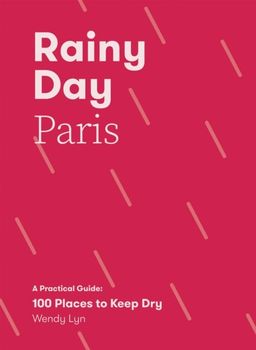 Rainy
Day
Paris
A Practical Guide:
100 Places to Keep Dry
Wendy Lyn